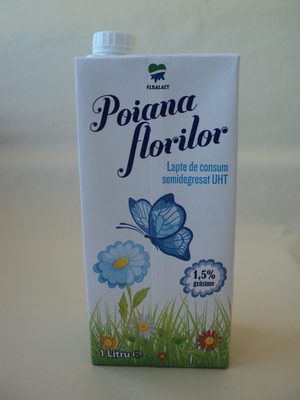 ALBALACT
Poiana
florilor
Lapte de consum
semidegresat UHT
1,5%
grăsime
1 Litru e